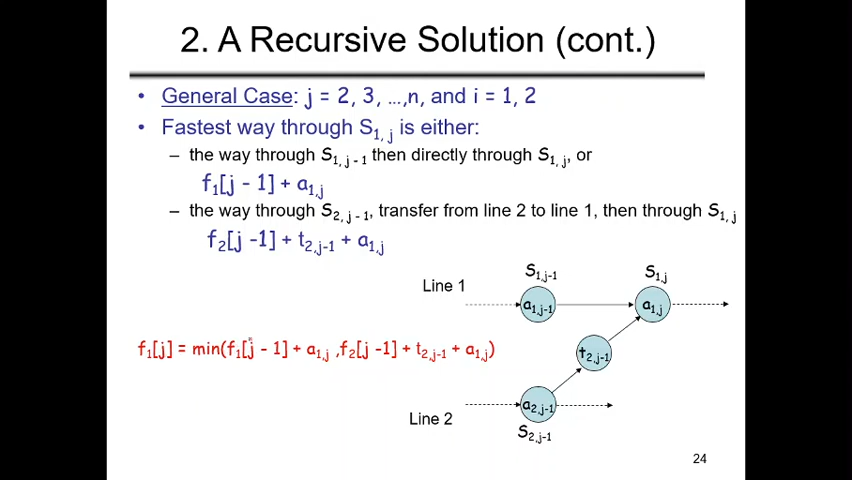 2. A Recursive Solution (cont.)
• General Case: j = 2, 3, …,n, and i = 1, 2
• Fastest way through S1, j is either:
– the way through S1, j - 1 then directly through S1, j, or
f1[j - 1] + a1,j
– the way through S2, j - 1, transfer from line 2 to line 1, then through S1, j
f2[j -1] + t2,j-1 + a1,j
S1,j-1 S1,j
Line 1
a1,j-1 a1,j
f1[j] = min(f1[j - 1] + a1,j ,f2[j -1] + t2,j-1 + a1,j)
t2,j-1
a2,j-1
Line 2
S2,j-1
24